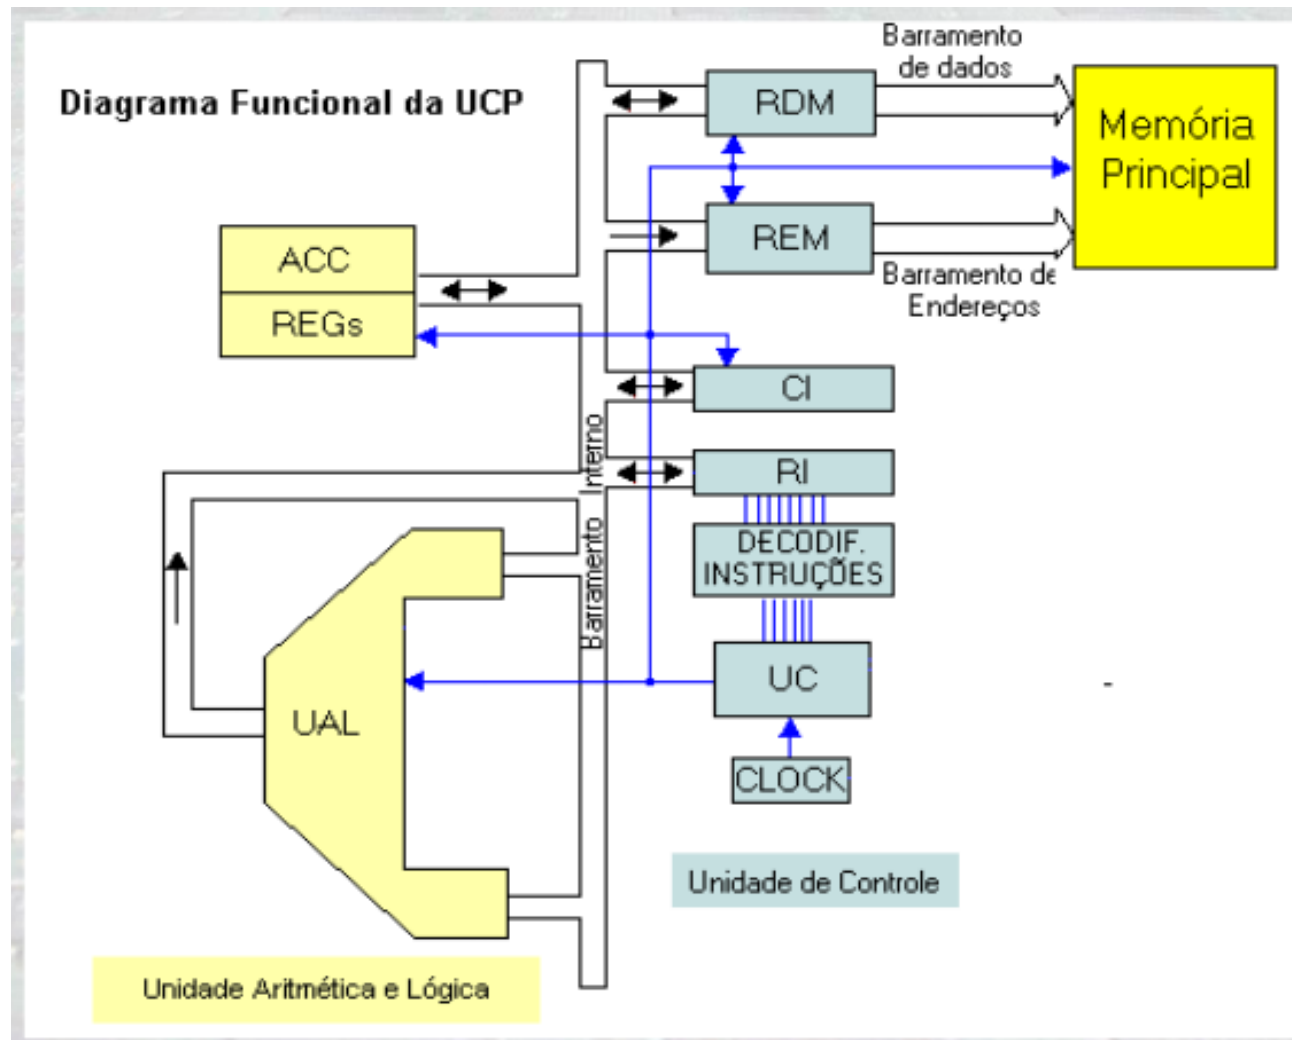 Barramento
de dados
Diagrama Funcional da UCP
RDM
Memória
Principal
REM
ACC
REGs
Barramento de
Endereços
CI
Barramento Interno
RI
DECODIF.
INSTRUÇÕES
UC
UAL
CLOCK
Unidade de Controle
Unidade Aritmética e Lógica